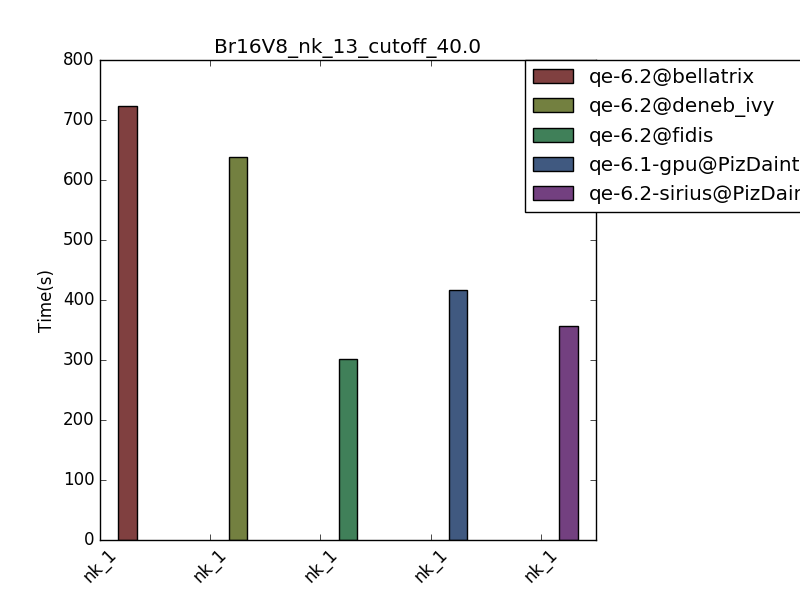 Br16V8_nk_13_cutoff_40.0
800
700
600
500
400
300
200
100
0
Time(s)
qe-6.2@bellatrix
qe-6.2@deneb_ivy
qe-6.2@fidis
qe-6.1-gpu@PizDaint
qe-6.2-sirius@PizDain
nk_1
nk_1
nk_1
nk_1
nk_1